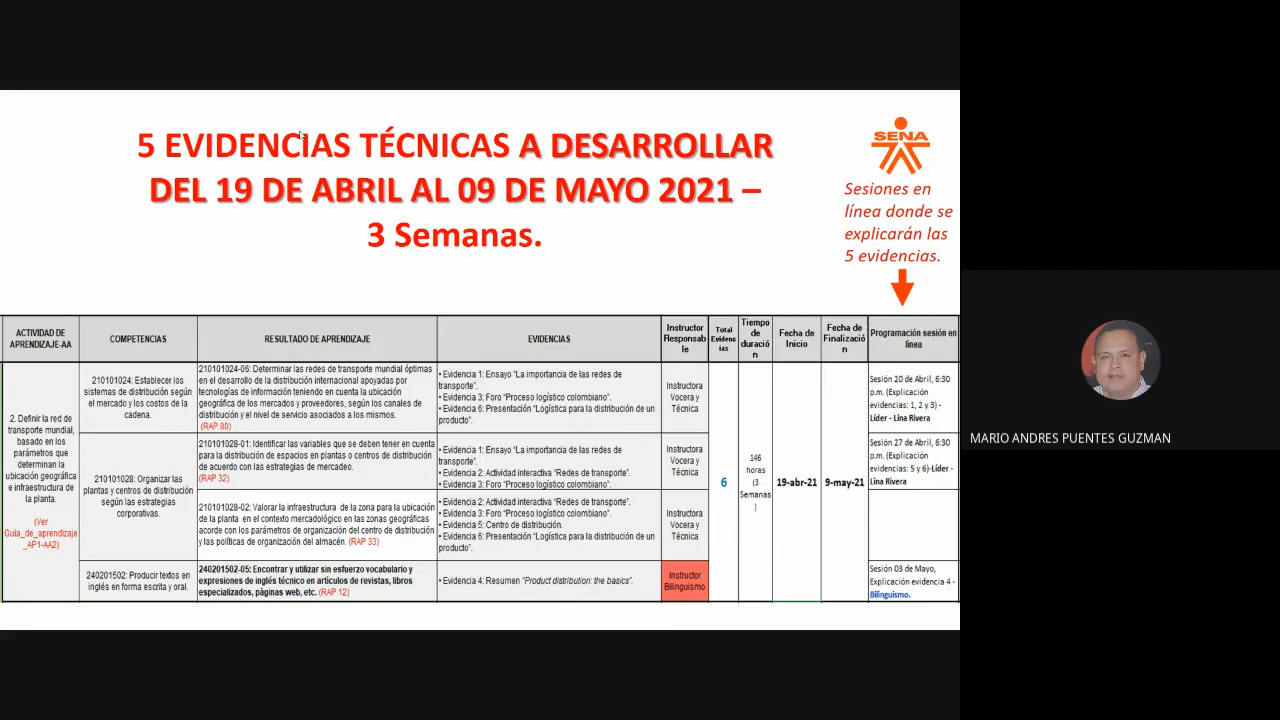 5 EVIDENCIAS TÉCNICAS A DESARROLLAR
DEL 19 DE ABRIL AL 09 DE MAYO 2021 –
3 Semanas.
SENA
Sesiones en
línea donde se
explicarán las
5 evidencias.
ACTIVIDAD DE
APRENDIZAJE-AA
COMPETENCIAS
RESULTADO DE APRENDIZAJE
EVIDENCIAS
Instructor
Responsab
le
Total
Evidenc
ias
Tiempo
de
duració
n
Fecha de
Inicio
Fecha de
Finalizació
n
Programación sesión en
línea
2. Definir la red de
transporte mundial,
basado en los
parámetros que
determinan la
ubicación geográfica
e infraestructura de
la planta.
(Ver
Guia_de_aprendizaje
_AP1-AA2)
210101024: Establecer los
sistemas de distribución según
el mercado y los costos de la
cadena.
210101024-06: Determinar las redes de transporte mundial óptimas
en el desarrollo de la distribución internacional apoyadas por
tecnologías de información teniendo en cuenta la ubicación
geográfica de los mercados y proveedores, según los canales de
distribución y el nivel de servicio asociados a los mismos.
(RAP 80)
• Evidencia 1: Ensayo “La importancia de las redes de
transporte”.
• Evidencia 3: Foro “Proceso logístico colombiano”.
• Evidencia 6: Presentación “Logística para la distribución de un
producto”.
Instructora
Vocera y
Técnica
6
146
horas
(3
Semanas
)
19-abr-21
9-may-21
Sesión 20 de Abril, 6:30
p.m. (Explicación
evidencias: 1, 2 y 3) -
Líder - Lina Rivera
210101028: Organizar las
plantas y centros de distribución
según las estrategias
corporativas.
210101028-01: Identificar las variables que se deben tener en cuenta
para la distribución de espacios en plantas o centros de distribución
de acuerdo con las estrategias de mercadeo.
(RAP 32)
• Evidencia 1: Ensayo “La importancia de las redes de
transporte”.
• Evidencia 2: Actividad interactiva “Redes de transporte”.
• Evidencia 3: Foro “Proceso logístico colombiano”.
Instructora
Vocera y
Técnica
Sesión 27 de Abril, 6:30
p.m. (Explicación
evidencias: 5 y 6)-Líder -
Lina Rivera
210101028-02: Valorar la infraestructura de la zona para la ubicación
de la planta en el contexto mercadológico en las zonas geográficas
acorde con los parámetros de organización del centro de distribución
y las políticas de organización del almacén. (RAP 33)
• Evidencia 2: Actividad interactiva “Redes de transporte”.
• Evidencia 3: Foro “Proceso logístico colombiano”.
• Evidencia 5: Centro de distribución.
• Evidencia 6: Presentación “Logística para la distribución de un
producto”.
Instructora
Vocera y
Técnica
240201502: Producir textos en
inglés en forma escrita y oral.
240201502-05: Encontrar y utilizar sin esfuerzo vocabulario y
expresiones de inglés técnico en artículos de revistas, libros
especializados, páginas web, etc. (RAP 12)
• Evidencia 4: Resumen “Product distribution: the basics”.
Instructor
Bilinguismo
Sesión 03 de Mayo,
Explicación evidencia 4 -
Bilinguismo.
MARIO ANDRES PUENTES GUZMAN